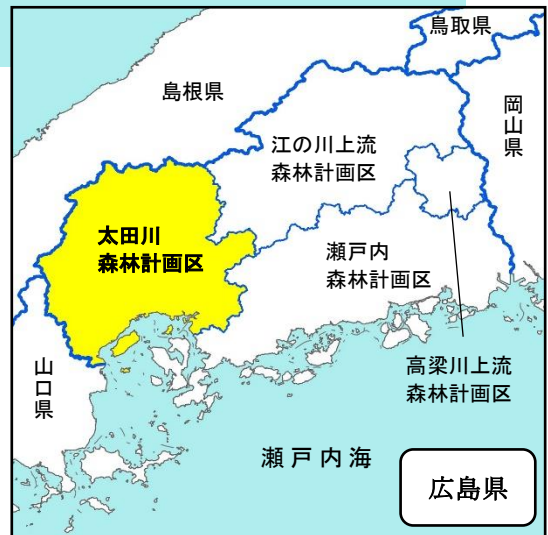 鳥取県
島根県
岡山県
江の川上流
森林計画区
太田川
森林計画区
瀬戸内
森林計画区
高梁川上流
森林計画区
山口県
瀬戸内海
広島県